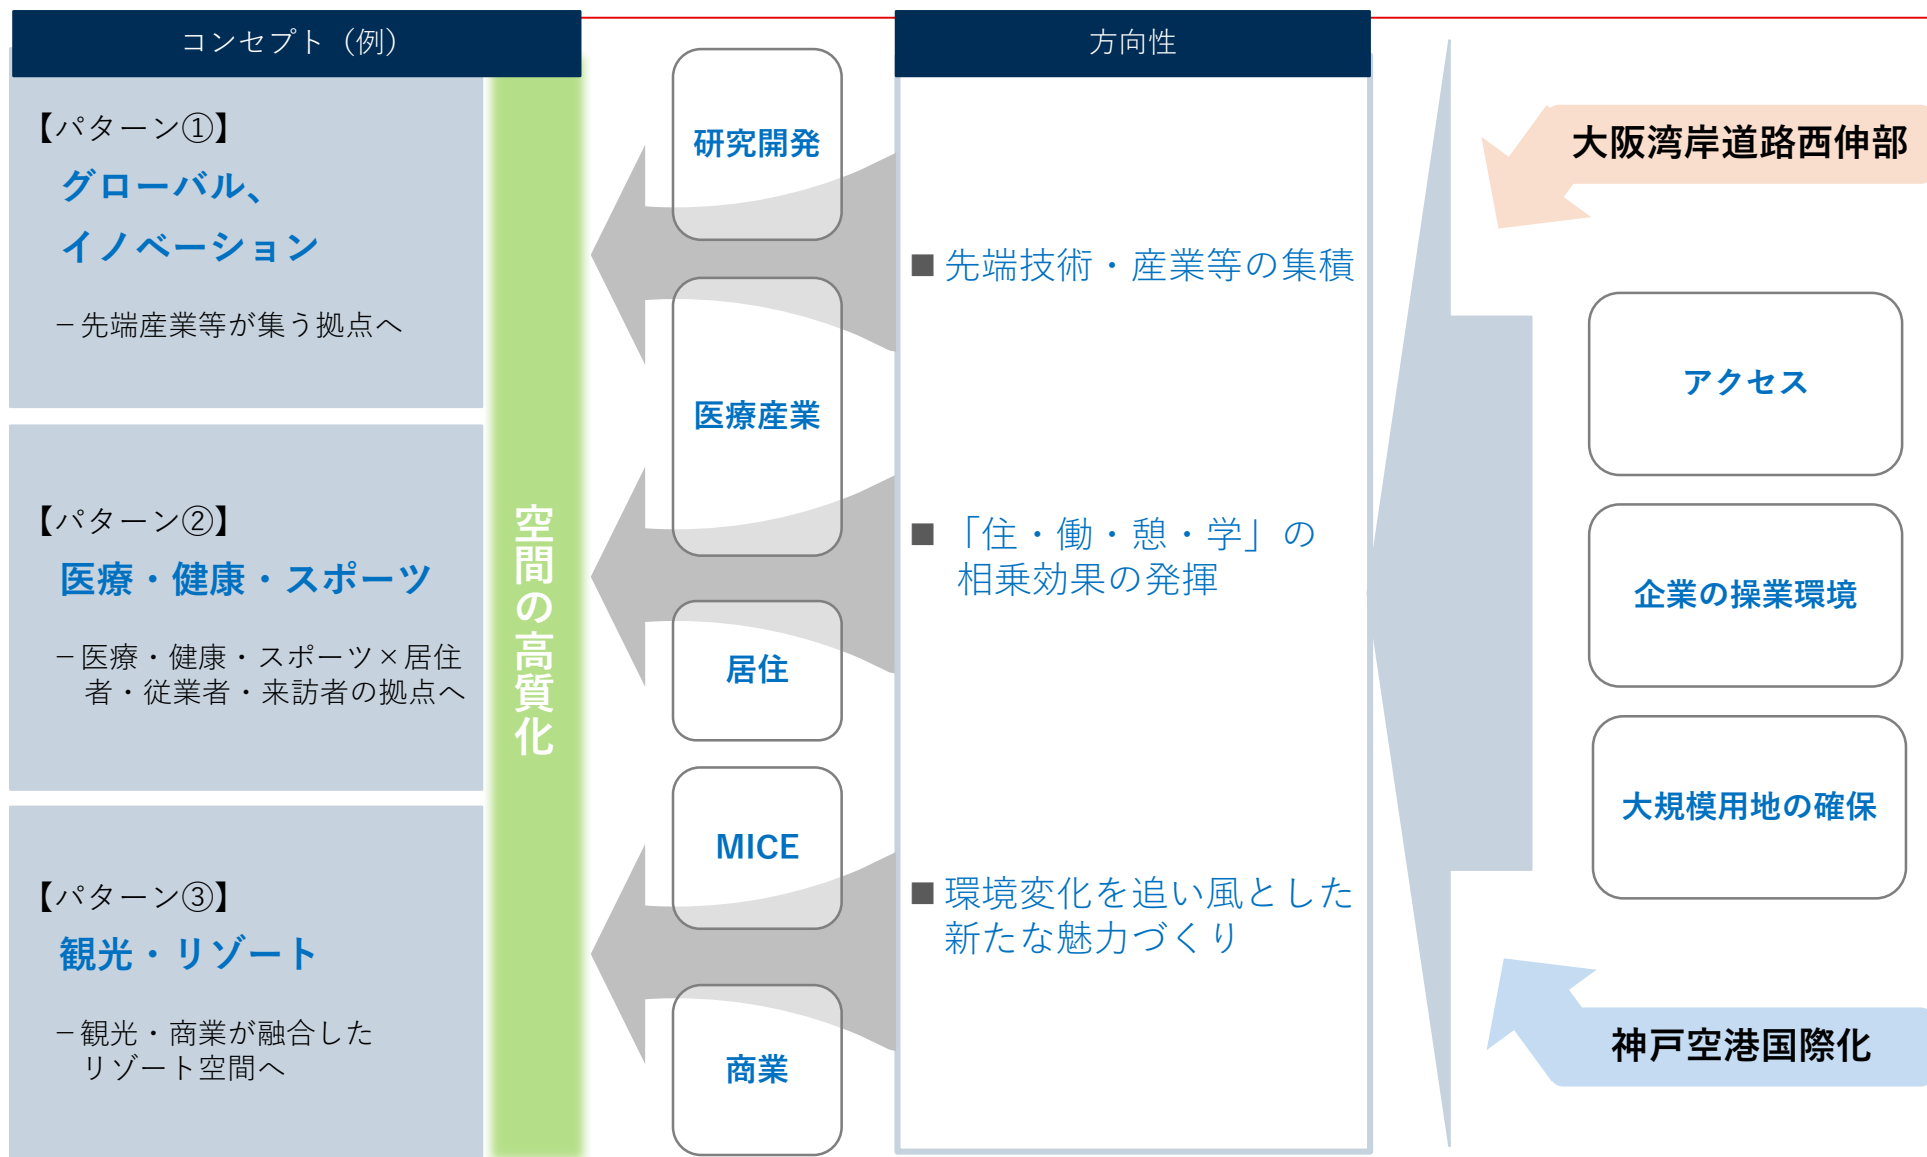 コンセプト（例）
【パターン①】
グローバル、
イノベーション
－先端産業等が集う拠点へ
【パターン②】
医療・健康・スポーツ
－医療・健康・スポーツ×居住
者・従業者・来訪者の拠点へ
【パターン③】
観光・リゾート
－観光・商業が融合した
リゾート空間へ
空間の高質化
研究開発
医療産業
居住
MICE
商業
方向性
■先端技術・産業等の集積
■「住・働・憩・学」の
相乗効果の発揮
■環境変化を追い風とした
新たな魅力づくり
大阪湾岸道路西伸部
アクセス
企業の操業環境
大規模用地の確保
神戸空港国際化